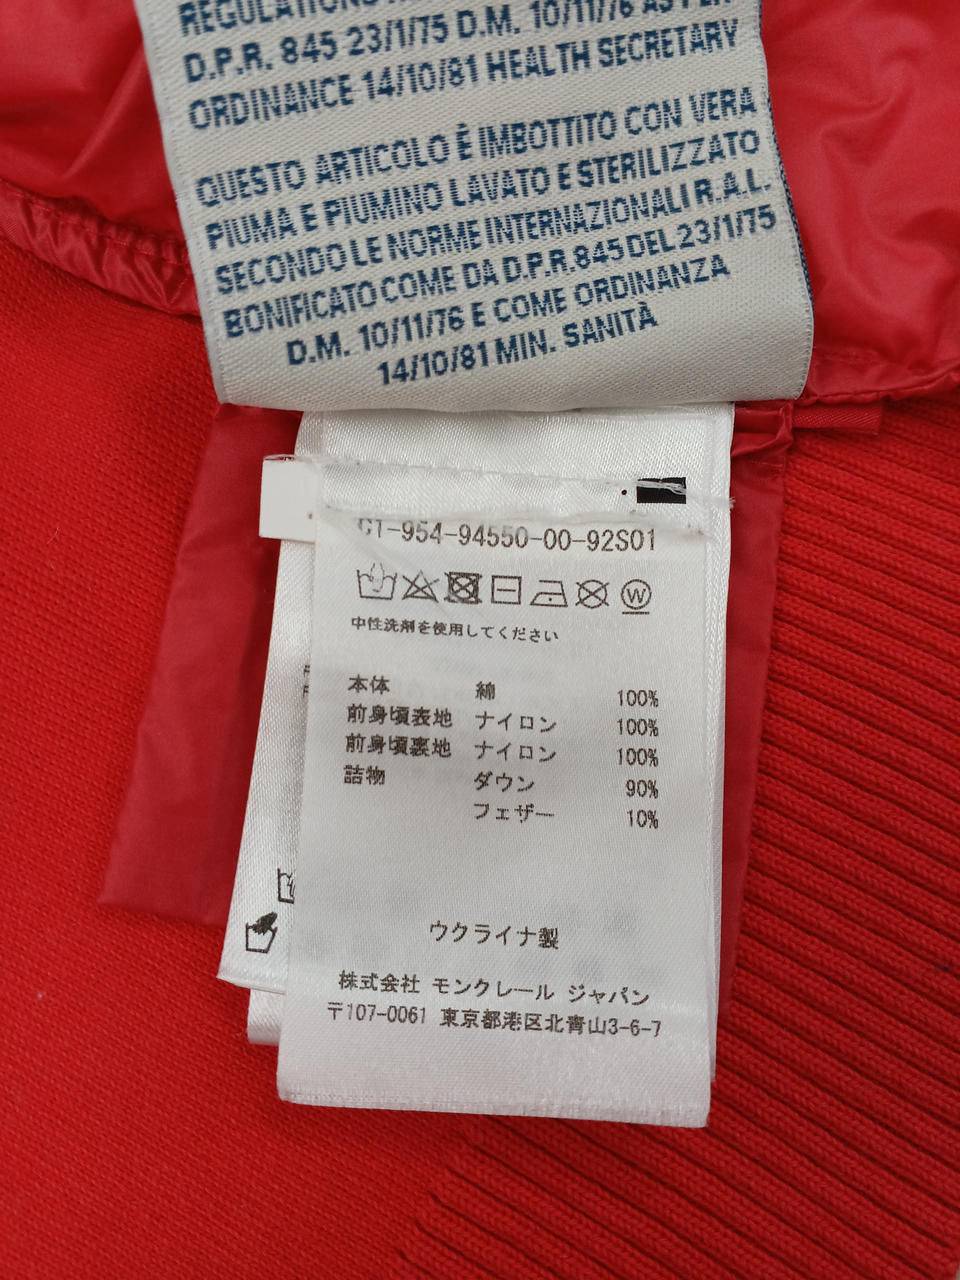 REGULATIONS
D.P.R. 845 23/1/75 D.M. 10/11/76 AS PER
ORDINANCE 14/10/81 HEALTH SECRETARY
QUESTO ARTICOLO È IMBOTTITO CON VERA
PIUMA E PIUMINO LAVATO E STERILIZZATO
SECONDO LE NORME INTERNAZIONALI R.A.L.
BONIFICATO COME DA D.P.R. 845 DEL 23/1/75
D.M. 10/11/76 E COME ORDINANZA
14/10/81 MIN. SANITÀ
C1-954-94550-00-92S01
W
中性洗剤を使用してください
本体 綿 100%
前身頃表地 ナイロン 100%
前身頃裏地 ナイロン 100%
詰物 ダウン 90%
フェザー 10%
ウクライナ製
株式会社 モンクレール ジャパン
〒107-0061 東京都港区北青山3-6-7